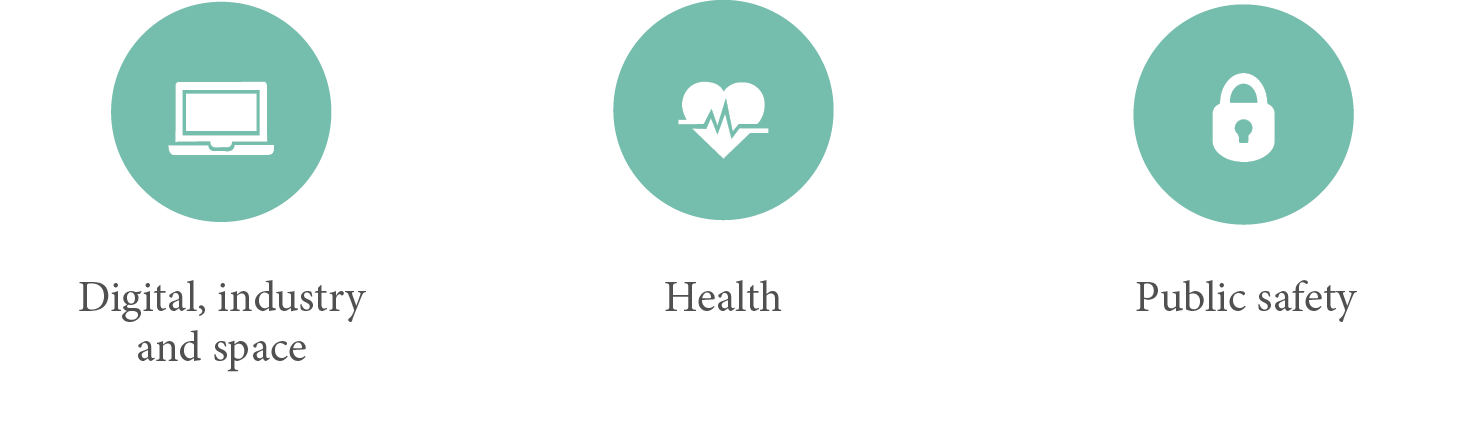 Digital, industry
and space
Health
Public safety